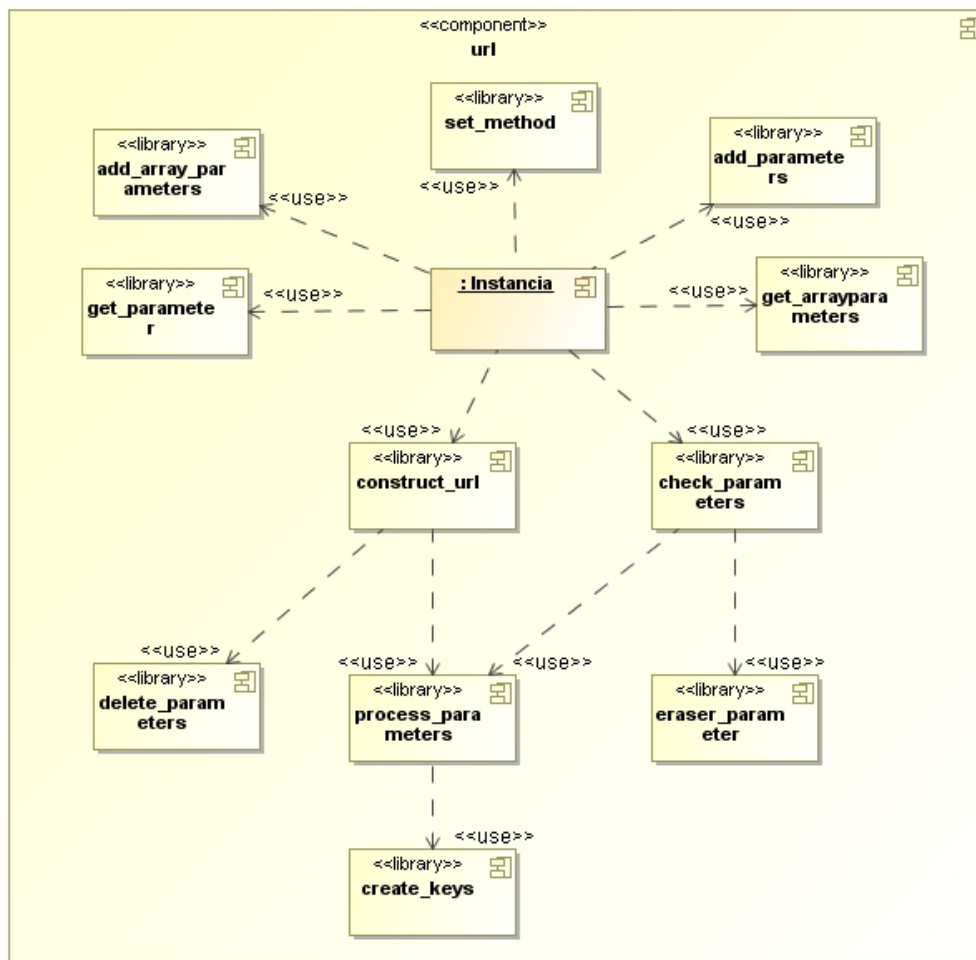 <<component>>
url
<<library>>
set_method
<<library>>
add_array_par
ameters
<<library>>
add_paramete
rs
<<use>>
<<use>>
<<use>>
<<library>>
get_paramete
r
<<use>>
: Instancia
<<use>>
<<library>>
get_arraypara
meters
<<use>>
<<use>>
<<library>>
construct_url
<<library>>
check_param
eters
<<use>>
<<use>>
<<use>>
<<use>>
<<library>>
delete_param
eters
<<library>>
process_para
meters
<<library>>
eraser_param
eter
<<use>>
<<library>>
create_keys